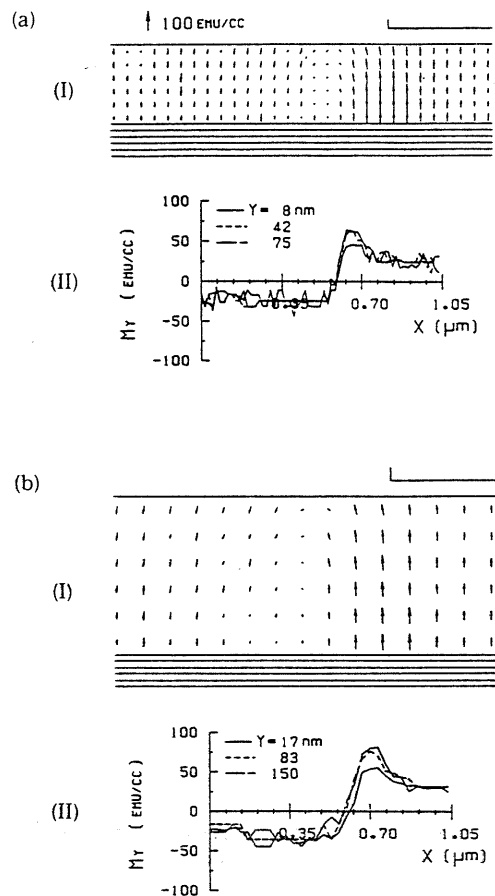 (a)
100 EMU/CC
(I)
(II)
MY (EMU/CC)
100
50
0
-50
-100
Y= 8 nm
42
75
0.35 0.70 1.05
X (μm)
(b)
(I)
(II)
MY (EMU/CC)
100
50
0
-50
-100
Y=17 nm
83
150
0.35 0.70 1.05
X (μm)